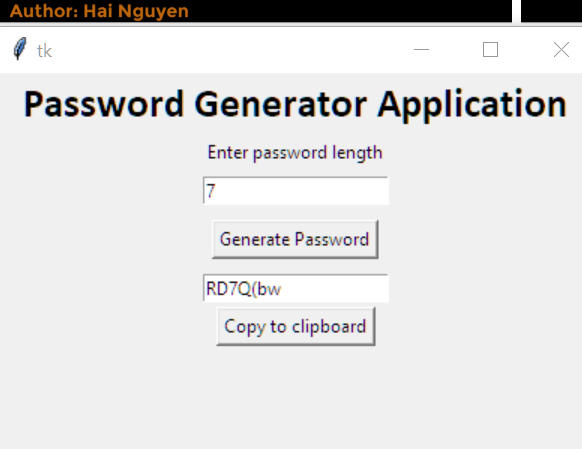 Author: Hai Nguyen
tk
Password Generator Application
Enter password length
7
Generate Password
RD7Q(bw
Copy to clipboard